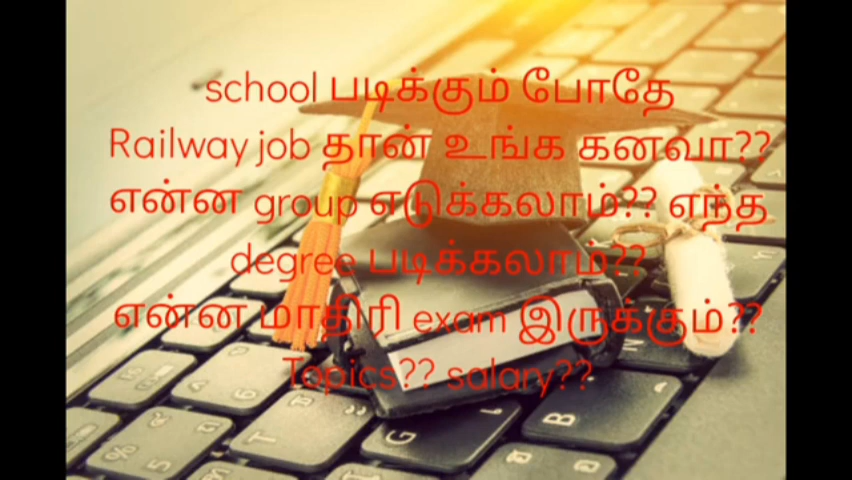 school படிக்கும் போதே
Railway job தான் உங்க கனவா??
என்ன group எடுக்கலாம்?? எந்த
degree படிக்கலாம்??
என்ன மாதிரி exam இருக்கும்??
Topics?? salary??